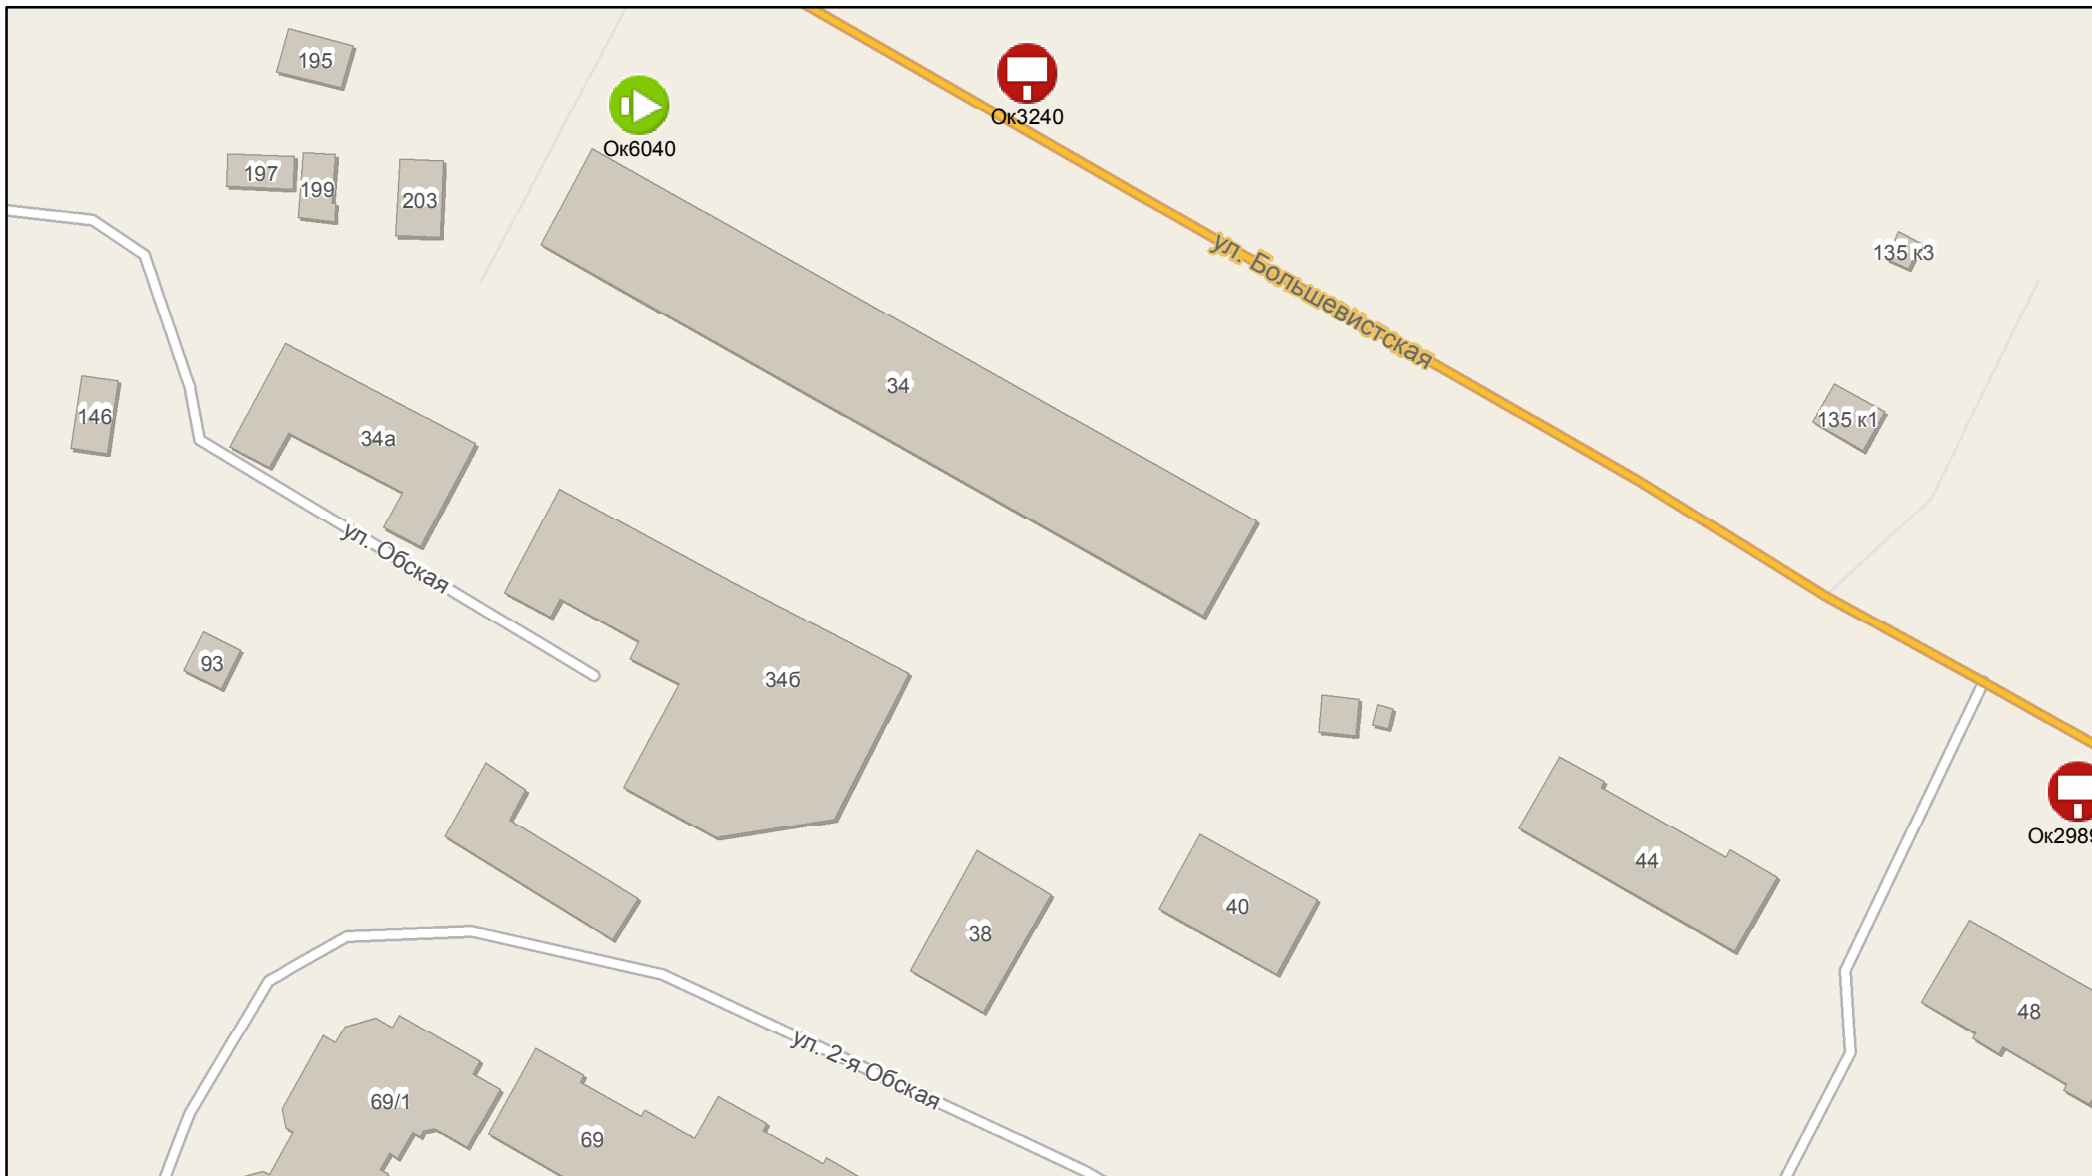 195
Ок6040
Ок3240
197
199
203
ул. Большевистская
135 к3
34
146
34а
135 к1
ул. Обская
93
34б
Ок2989
44
40
38
48
ул. 2-я Обская
69/1
69